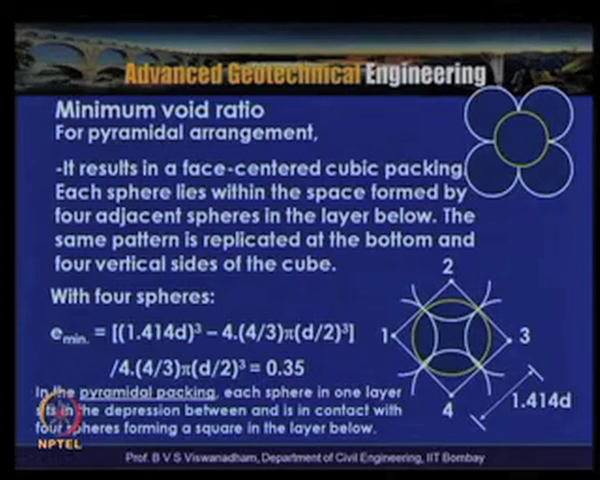 Advanced Geotechnical Engineering
Minimum void ratio
For pyramidal arrangement,
-It results in a face-centered cubic packing.
Each sphere lies within the space formed by
four adjacent spheres in the layer below. The
same pattern is replicated at the bottom and
four vertical sides of the cube.
With four spheres:
e min. = [(1.414d)³ – 4.(4/3)π(d/2)³]
/4.(4/3)π(d/2)³ = 0.35
In the pyramidal packing, each sphere in one layer
sits in the depression between and is in contact with
four spheres forming a square in the layer below.
2
1
3
4
1.414d
NPTEL
Prof. B V S Viswanadham, Department of Civil Engineering, IIT Bombay